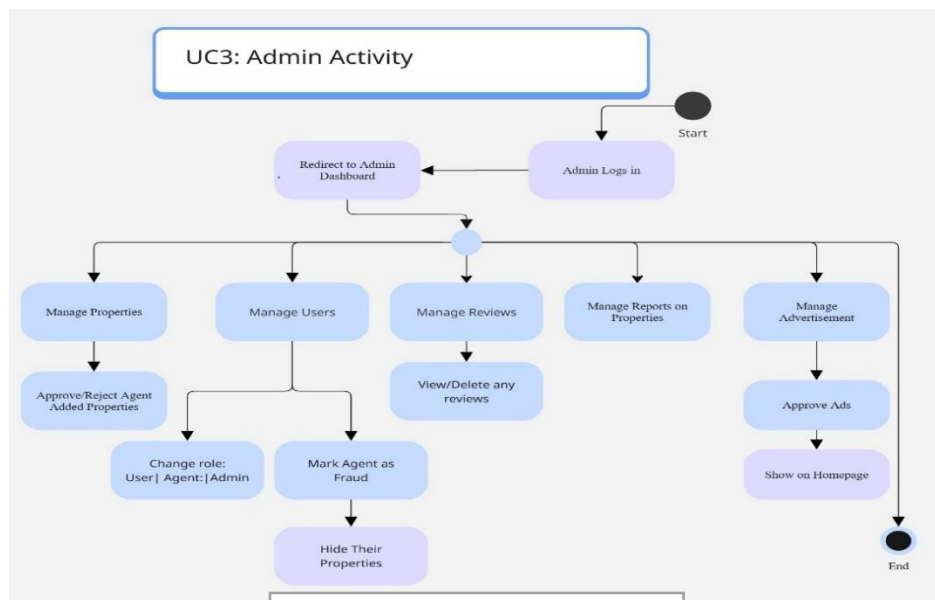 UC3: Admin Activity
Start
Redirect to Admin
Dashboard
Admin Logs in
Manage Properties
Manage Users
Manage Reviews
Manage Reports on
Properties
Manage
Advertisement
Approve/Reject Agent
Added Properties
View/Delete any
reviews
Approve Ads
Change role:
User| Agent:|Admin
Mark Agent as
Fraud
Show on Homepage
Hide Their
Properties
End